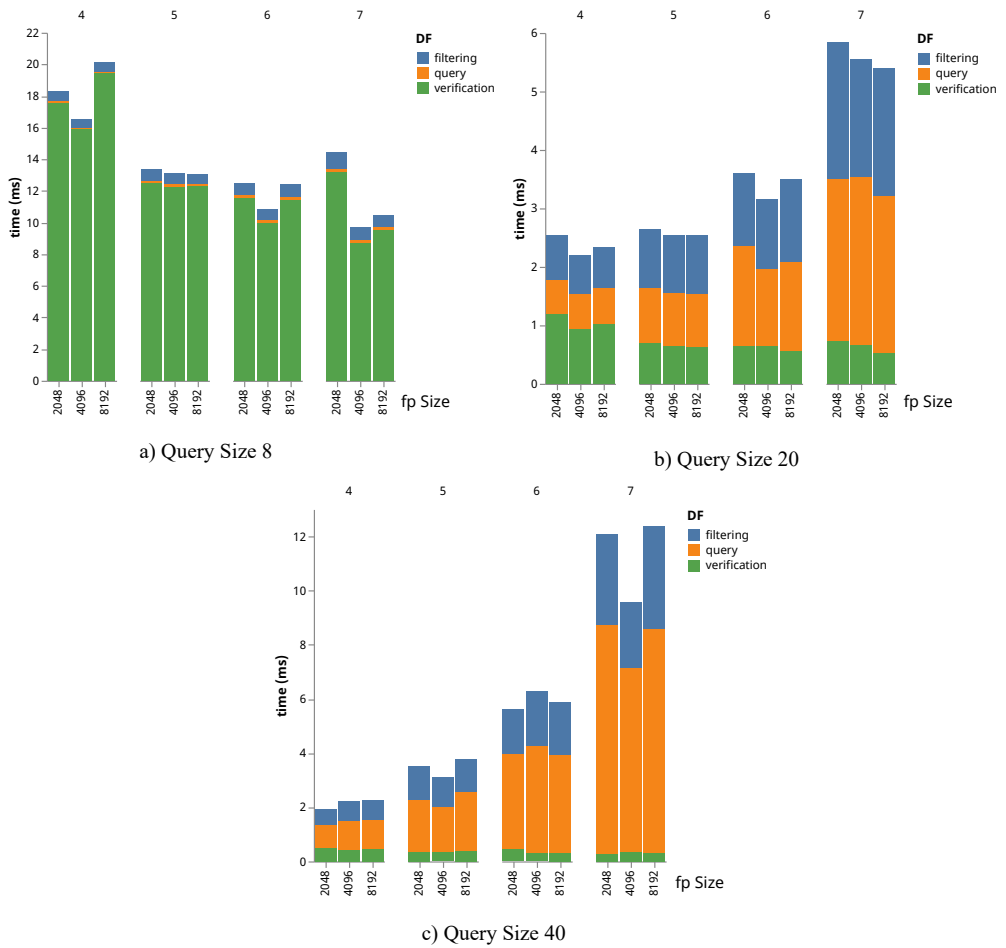 4 5 6 7
22
20
18
16
14
12
10
8
6
4
2
0
time (ms)
2048 4096 8192 2048 4096 8192 2048 4096 8192 2048 4096 8192
fp Size
DF
filtering
query
verification
a) Query Size 8
4 5 6 7
6
5
4
3
2
1
0
time (ms)
2048 4096 8192 2048 4096 8192 2048 4096 8192 2048 4096 8192
fp Size
DF
filtering
query
verification
b) Query Size 20
4 5 6 7
12
10
8
6
4
2
0
time (ms)
2048 4096 8192 2048 4096 8192 2048 4096 8192 2048 4096 8192
fp Size
DF
filtering
query
verification
c) Query Size 40